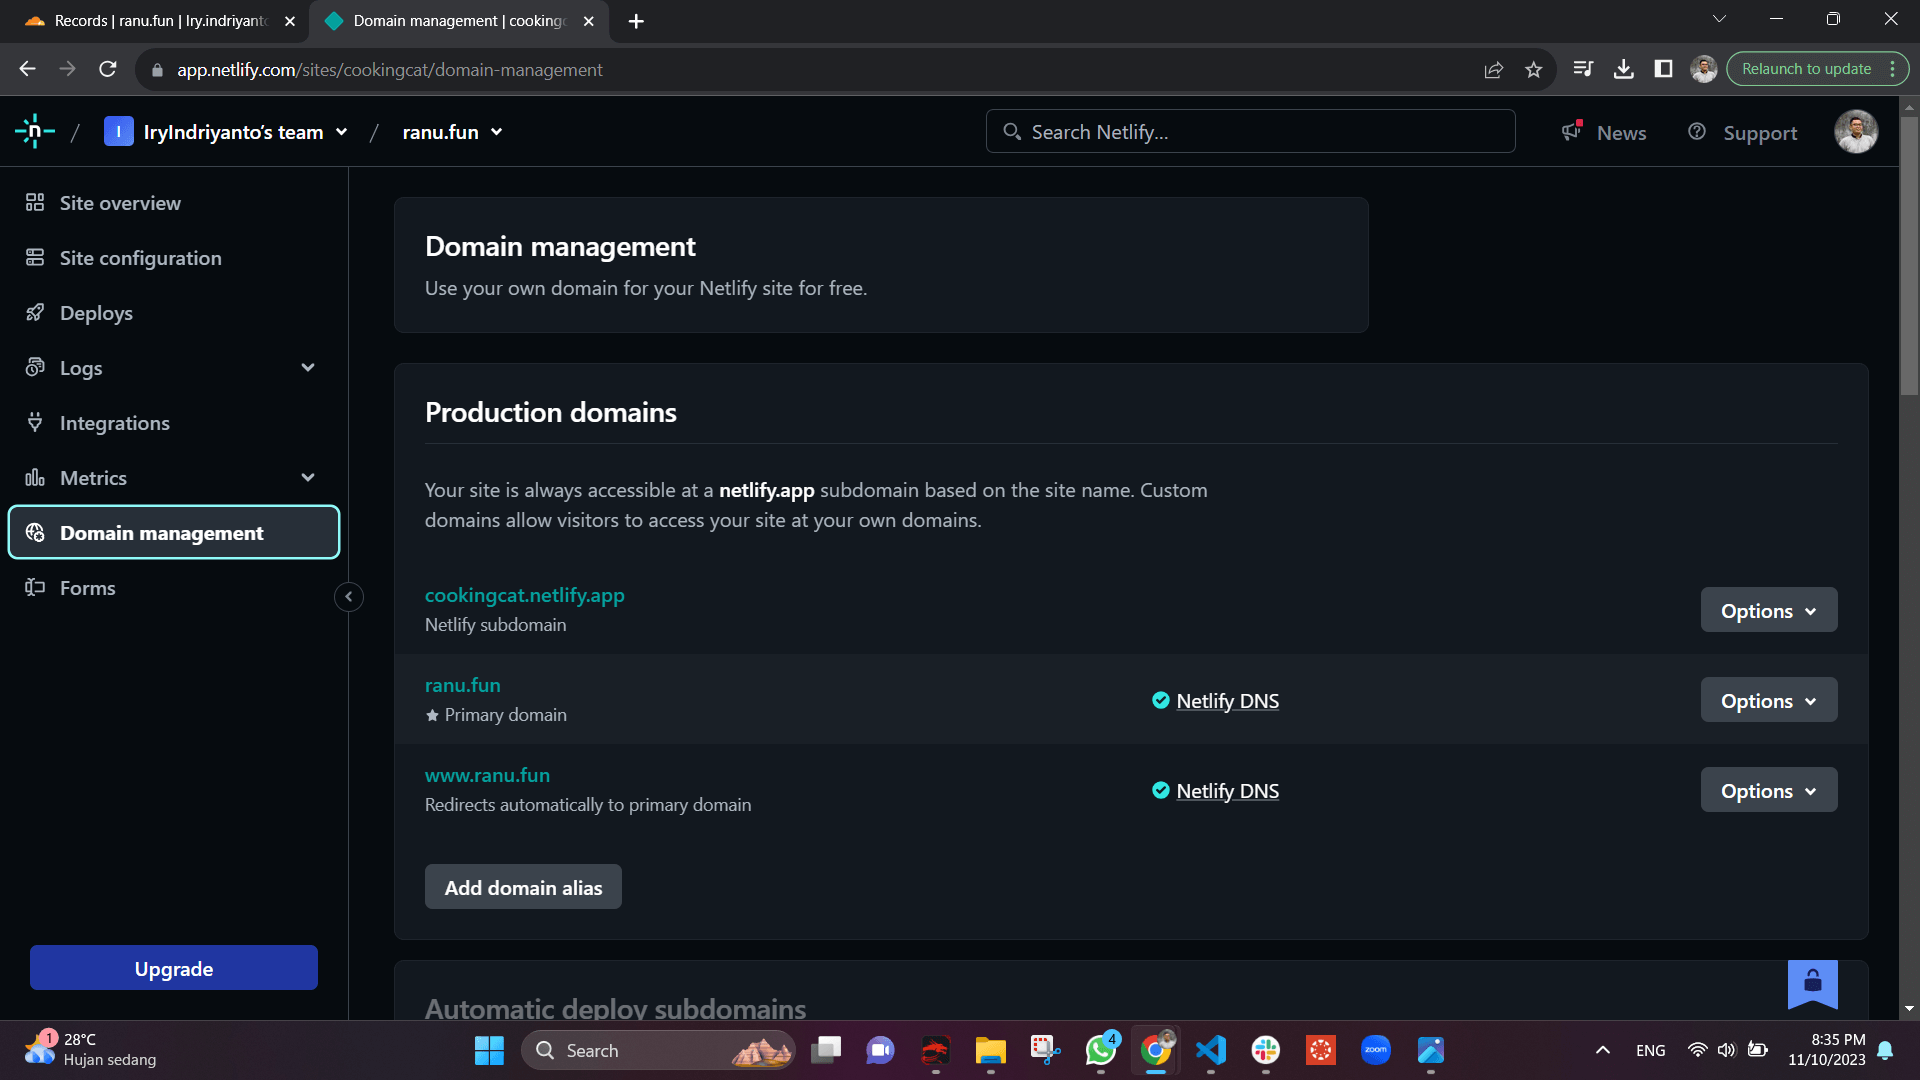 Records | ranu.fun | Iry.indriyanto
Domain management | cookingc
app.netlify.com/sites/cookingcat/domain-management
Relaunch to update
n
I
IryIndriyanto's team
ranu.fun
Search Netlify...
News
Support
Site overview
Site configuration
Deploys
Logs
Integrations
Metrics
Domain management
Forms
Upgrade
Domain management
Use your own domain for your Netlify site for free.
Production domains
Your site is always accessible at a netlify.app subdomain based on the site name. Custom
domains allow visitors to access your site at your own domains.
cookingcat.netlify.app
Netlify subdomain
Options
ranu.fun
Primary domain
Netlify DNS
Options
www.ranu.fun
Redirects automatically to primary domain
Netlify DNS
Options
Add domain alias
Automatic deploy subdomains
1
28°C
Hujan sedang
Search
4
zoom
ENG
8:35 PM
11/10/2023